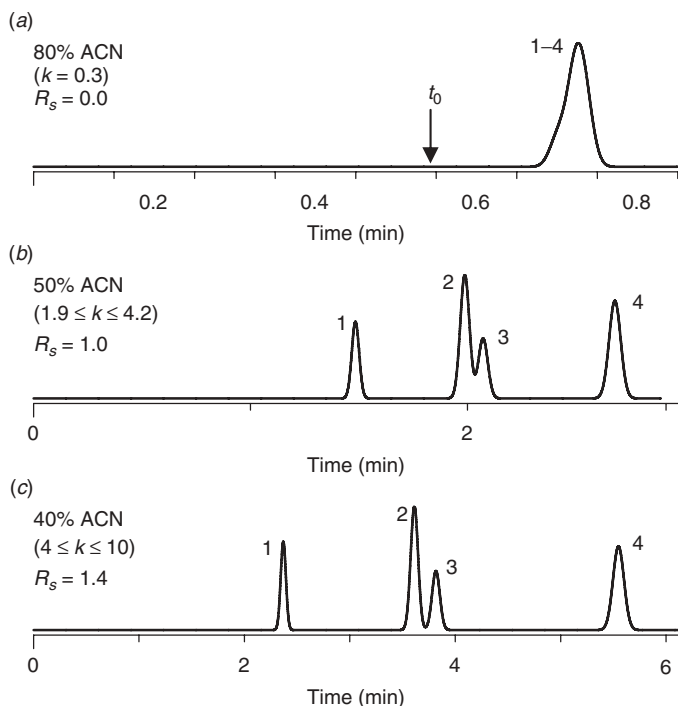 (a)
80% ACN
(k = 0.3)
Rs = 0.0
t0
1–4
0.2 0.4 0.6 0.8
Time (min)
(b)
50% ACN
(1.9 ≤ k ≤ 4.2)
Rs = 1.0
1
2
3
4
0 2
Time (min)
(c)
40% ACN
(4 ≤ k ≤ 10)
Rs = 1.4
1
2
3
4
0 2 4 6
Time (min)